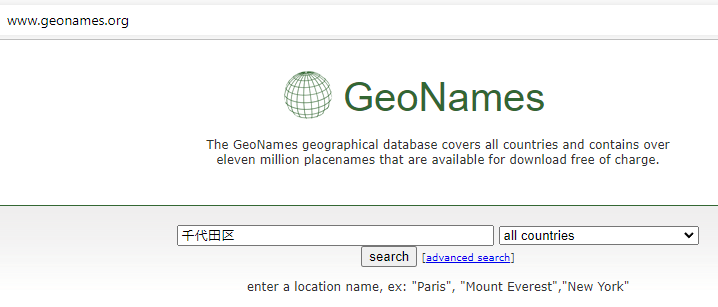 www.geonames.org
GeoNames
The GeoNames geographical database covers all countries and contains over
eleven million placenames that are available for download free of charge.
千代田区 all countries
search [advanced search]
enter a location name, ex: "Paris", "Mount Everest","New York"